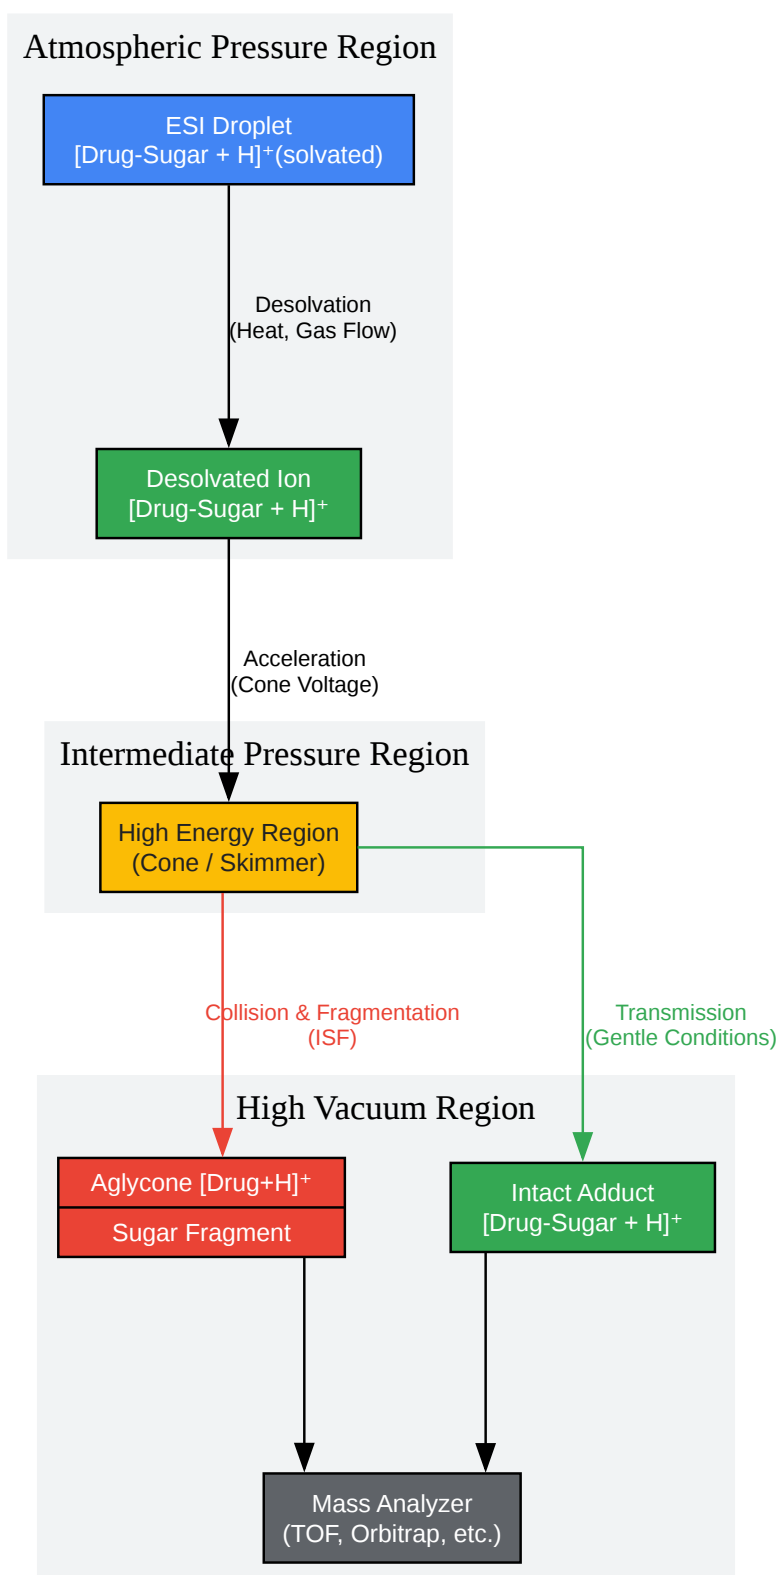 Atmospheric Pressure Region
ESI Droplet
[Drug-Sugar + H]⁺(solvated)
Desolvation
(Heat, Gas Flow)
Desolvated Ion
[Drug-Sugar + H]⁺
Acceleration
(Cone Voltage)
Intermediate Pressure Region
High Energy Region
(Cone / Skimmer)
Collision & Fragmentation
(ISF)
Transmission
(Gentle Conditions)
High Vacuum Region
Aglycone [Drug+H]⁺
Sugar Fragment
Intact Adduct
[Drug-Sugar + H]⁺
Mass Analyzer
(TOF, Orbitrap, etc.)